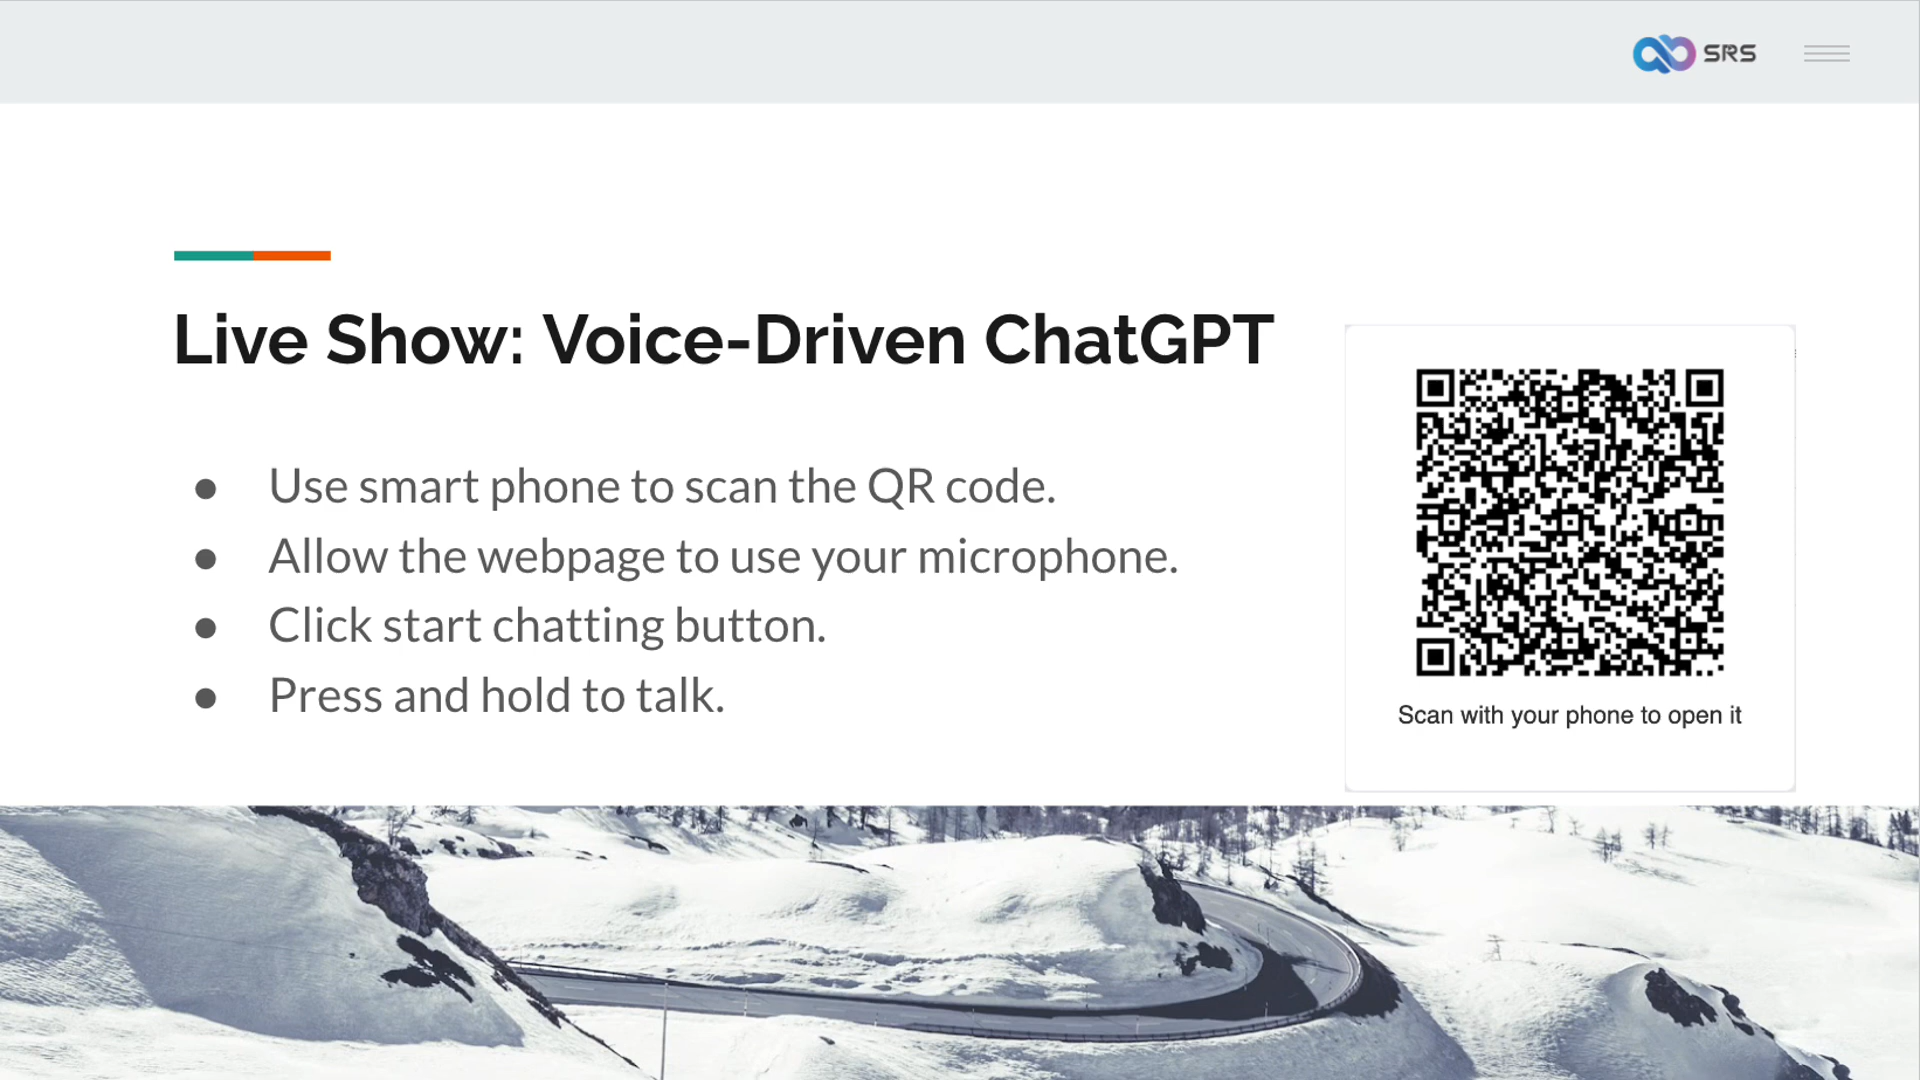 SRS
Live Show: Voice-Driven ChatGPT
● Use smart phone to scan the QR code.
● Allow the webpage to use your microphone.
● Click start chatting button.
● Press and hold to talk.
Scan with your phone to open it